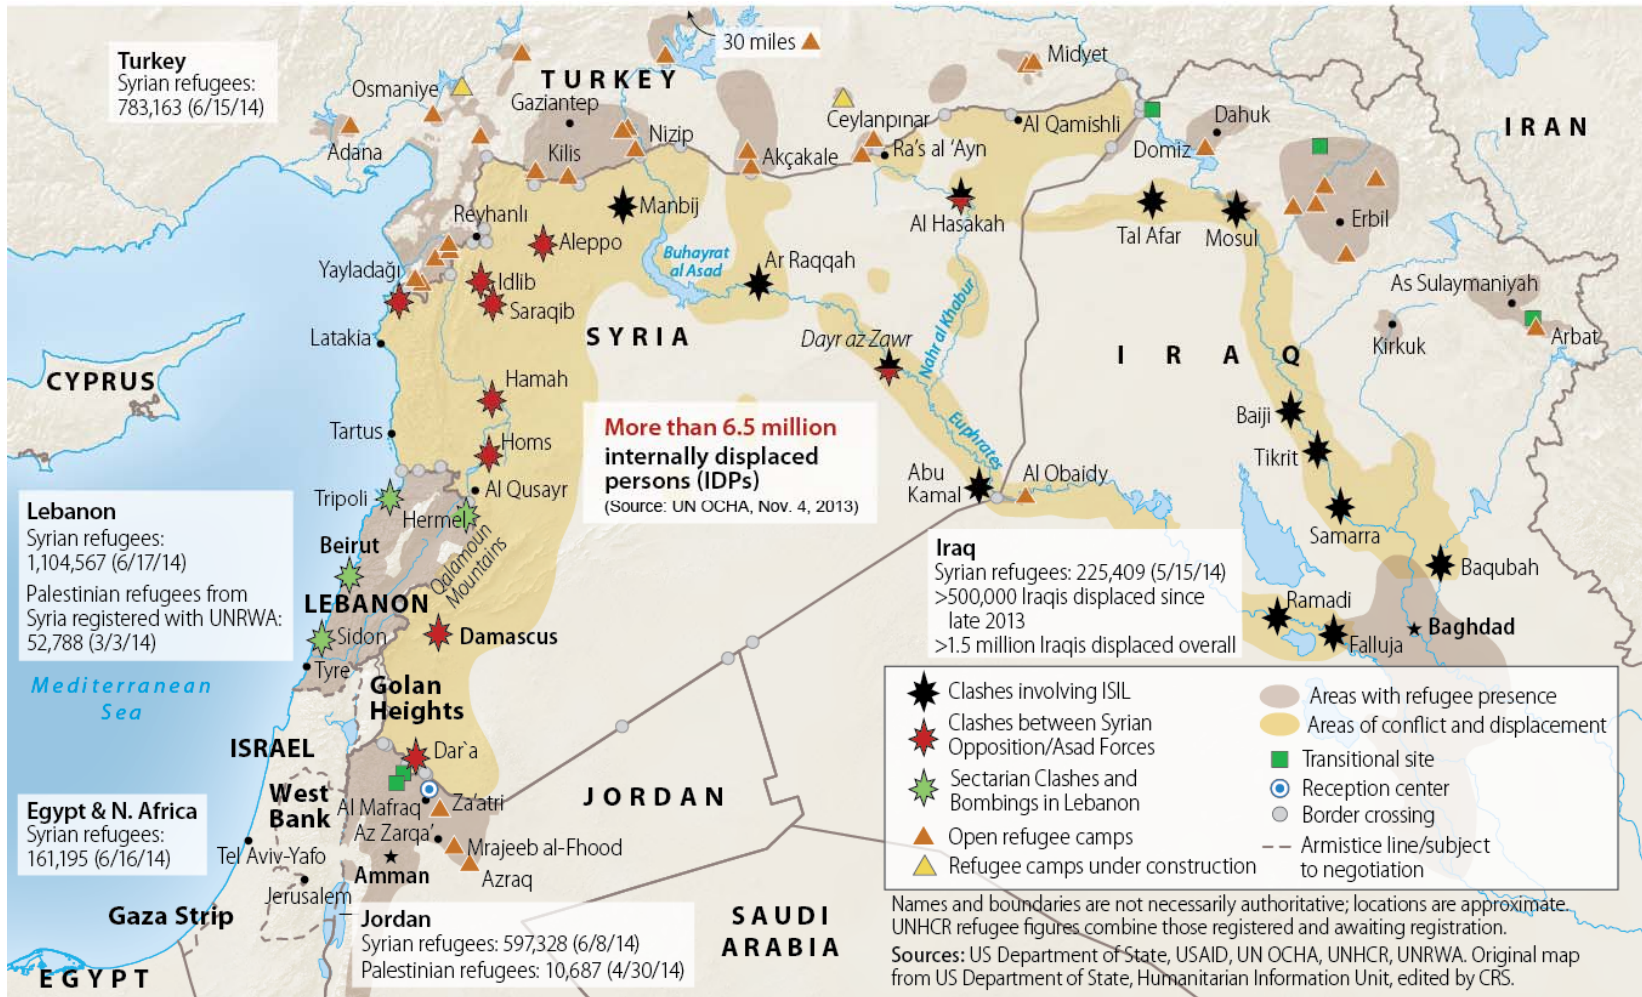 30 miles
Turkey
Syrian refugees:
783,163 (6/15/14)
TURKEY
Osmaniye
Gaziantep
Adana
Kilis
Nizip
Akçakale
Ceylanpınar
Midyet
Al Qamishli
Ra's al 'Ayn
Dahuk
Domiz
IRAN
Reyhanlı
Manbij
Aleppo
Al Hasakah
Tal Afar
Mosul
Erbil
Yayladağı
Idlib
Saraqib
Buhayrat
al Asad
Ar Raqqah
As Sulaymaniyah
Latakia
SYRIA
Dayr az Zawr
Nahr al Khabur
IRAQ
Kirkuk
Arbat
CYPRUS
Hamah
Baiji
Tartus
Homs
More than 6.5 million
internally displaced
persons (IDPs)
(Source: UN OCHA, Nov. 4, 2013)
Euphrates
Tikrit
Abu
Kamal
Al Obaidy
Tripoli
Al Qusayr
Hermel
Samarra
Lebanon
Syrian refugees:
1,104,567 (6/17/14)
Palestinian refugees from
Syria registered with UNRWA:
52,788 (3/3/14)
Beirut
Qalamoun
Mountains
LEBANON
Iraq
Syrian refugees: 225,409 (5/15/14)
>500,000 Iraqis displaced since
late 2013
>1.5 million Iraqis displaced overall
Baqubah
Ramadi
Baghdad
Falluja
Sidon
Damascus
Tyre
Mediterranean
Sea
Golan
Heights
ISRAEL
Dar`a
West
Bank
Al Mafraq
Za'atri
JORDAN
Egypt & N. Africa
Syrian refugees:
161,195 (6/16/14)
Az Zarqa'
Mrajeeb al-Fhood
Tel Aviv-Yafo
Amman
Azraq
Jerusalem
Gaza Strip
Jordan
Syrian refugees: 597,328 (6/8/14)
Palestinian refugees: 10,687 (4/30/14)
SAUDI
ARABIA
EGYPT
Clashes involving ISIL
Clashes between Syrian
Opposition/Asad Forces
Sectarian Clashes and
Bombings in Lebanon
Open refugee camps
Refugee camps under construction
Areas with refugee presence
Areas of conflict and displacement
Transitional site
Reception center
Border crossing
Armistice line/subject
to negotiation
Names and boundaries are not necessarily authoritative; locations are approximate.
UNHCR refugee figures combine those registered and awaiting registration.
Sources: US Department of State, USAID, UN OCHA, UNHCR, UNRWA. Original map
from US Department of State, Humanitarian Information Unit, edited by CRS.